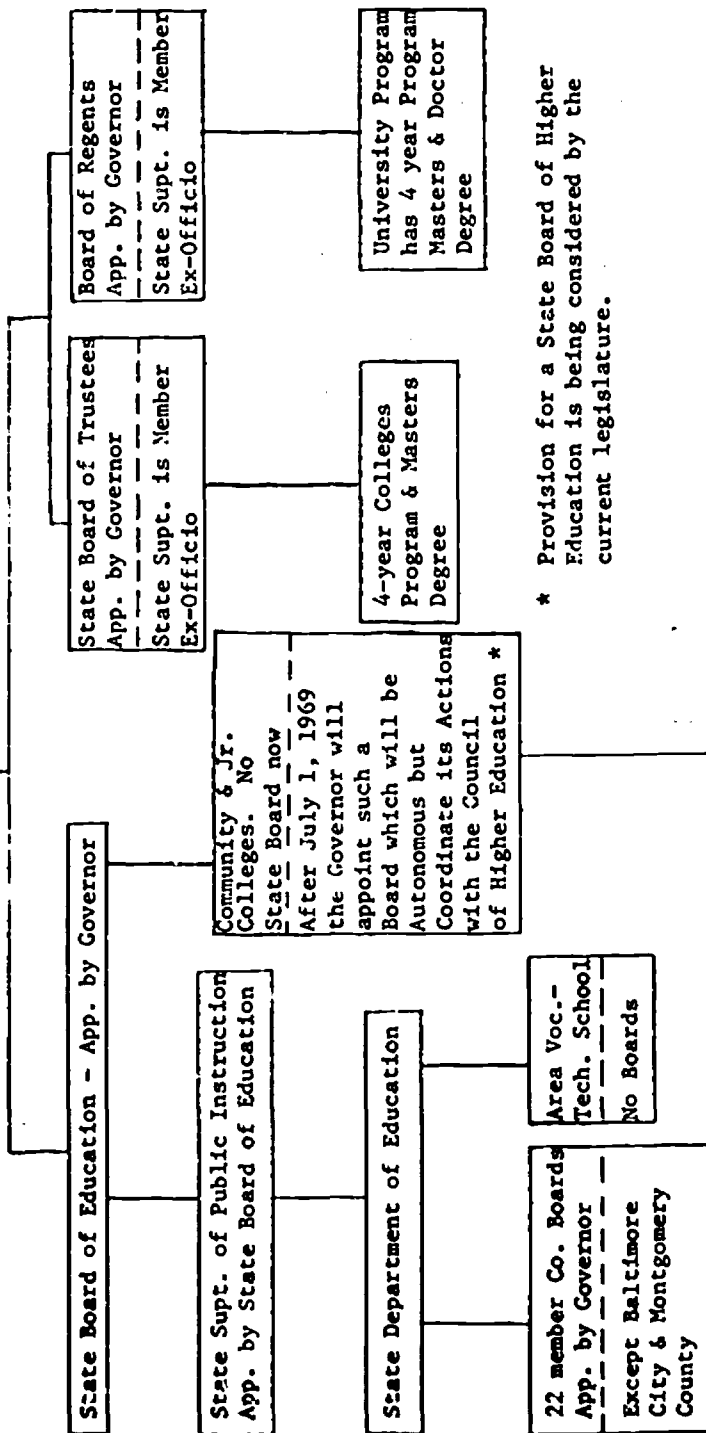 State Board of Education - App. by Governor
State Supt. of Public Instruction
App. by State Board of Education
State Department of Education
22 member Co. Boards
App. by Governor
Except Baltimore
City & Montgomery
County
Area Voc.-
Tech. School
No Boards
Community & Jr.
Colleges. No
State Board now
After July 1, 1969
the Governor will
appoint such a
Board which will be
Autonomous but
Coordinate its Actions
with the Council
of Higher Education *
State Board of Trustees
App. by Governor
State Supt. is Member
Ex-Officio
4-year Colleges
Program & Masters
Degree
Board of Regents
App. by Governor
State Supt. is Member
Ex-Officio
University Program
has 4 year Program
Masters & Doctor
Degree
* Provision for a State Board of Higher
Education is being considered by the
current legislature.